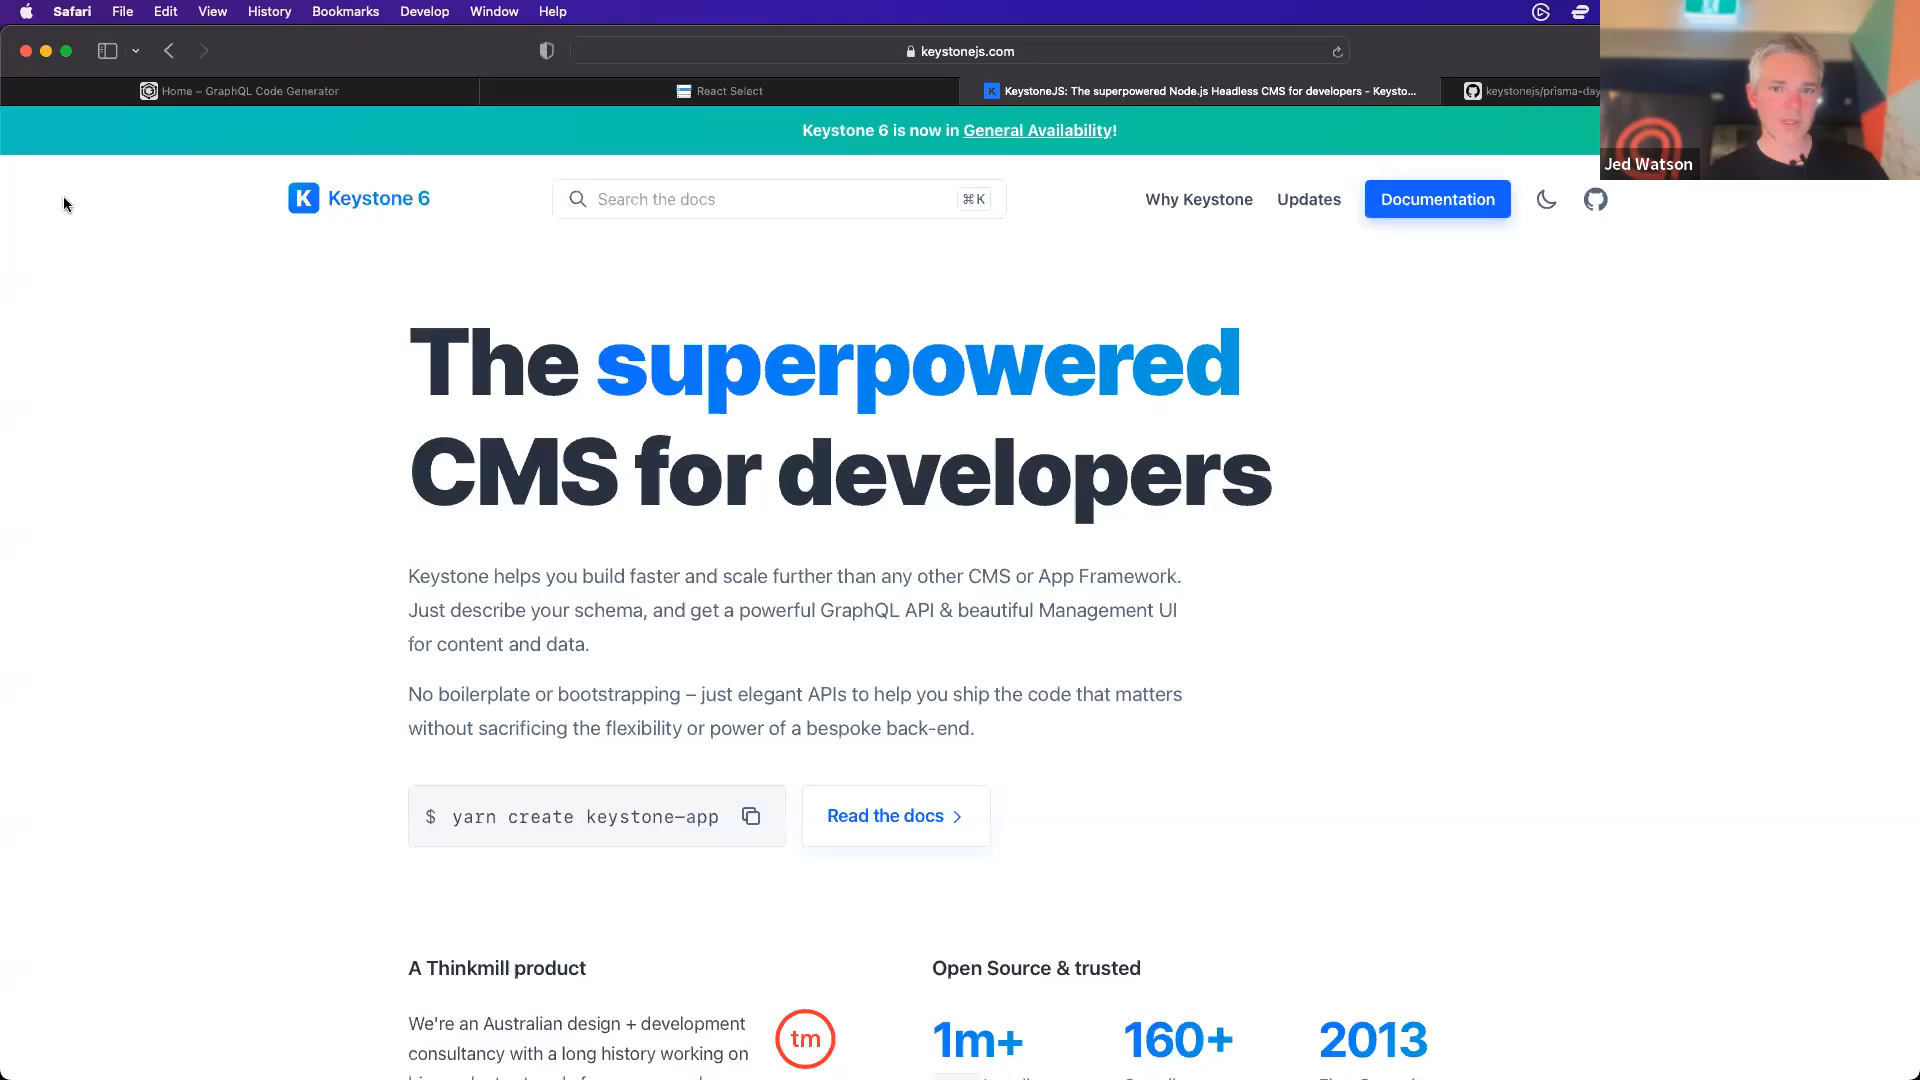 Safari File Edit View History Bookmarks Develop Window Help
keystonejs.com
Home – GraphQL Code Generator
React Select
KeystoneJS: The superpowered Node.js Headless CMS for developers - Keysto...
keystonejs/prisma-day
Keystone 6 is now in General Availability!
Jed Watson
K Keystone 6
Search the docs ⌘K
Why Keystone Updates Documentation
The superpowered
CMS for developers
Keystone helps you build faster and scale further than any other CMS or App Framework.
Just describe your schema, and get a powerful GraphQL API & beautiful Management UI
for content and data.
No boilerplate or bootstrapping – just elegant APIs to help you ship the code that matters
without sacrificing the flexibility or power of a bespoke back-end.
$ yarn create keystone-app
Read the docs
A Thinkmill product
Open Source & trusted
We're an Australian design + development
consultancy with a long history working on
tm
1m+ 160+ 2013